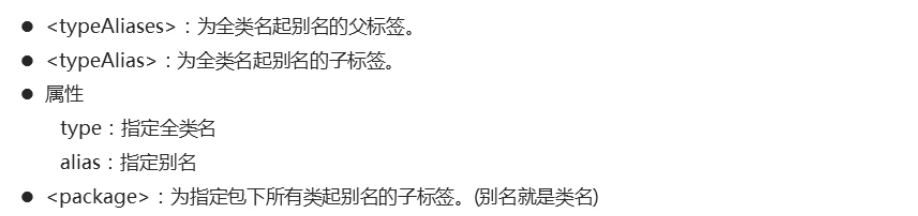 ● <typeAliases>：为全类名起别名的父标签。
● <typeAlias>：为全类名起别名的子标签。
● 属性
type：指定全类名
alias：指定别名
● <package>：为指定包下所有类起别名的子标签。(别名就是类名)